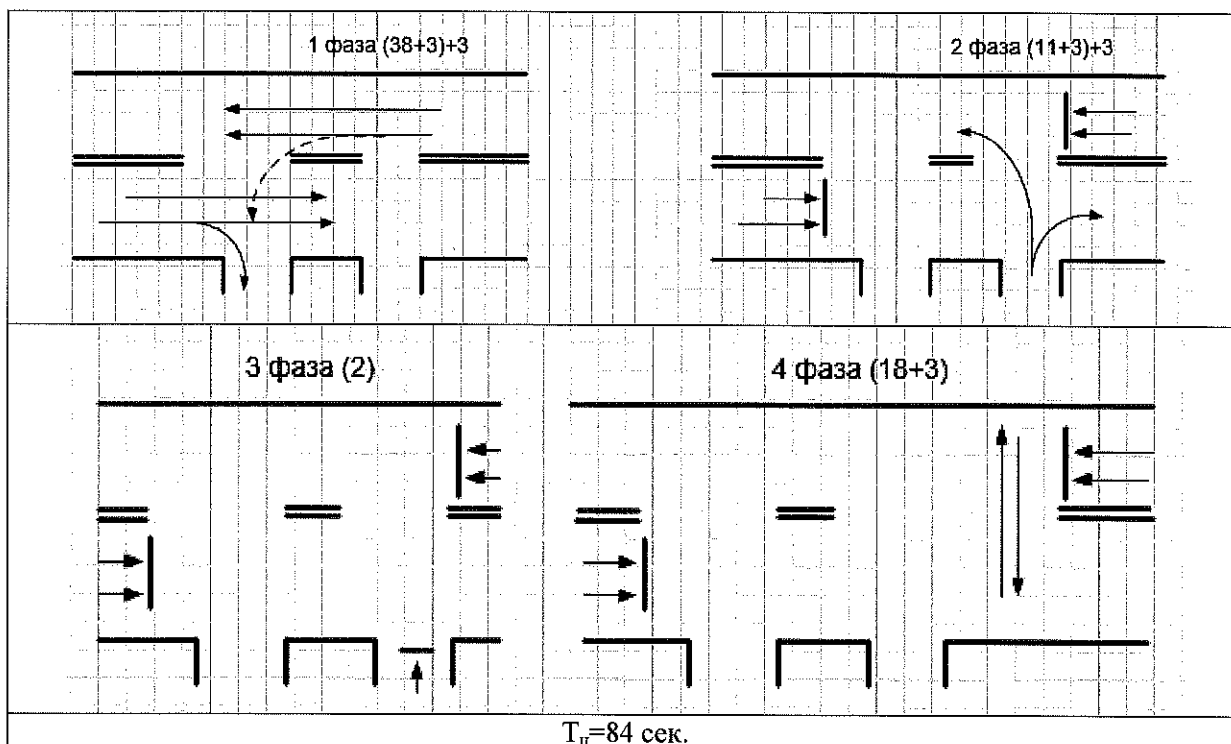 1 фаза (38+3)+3
2 фаза (11+3)+3
3 фаза (2)
4 фаза (18+3)
Тц=84 сек.